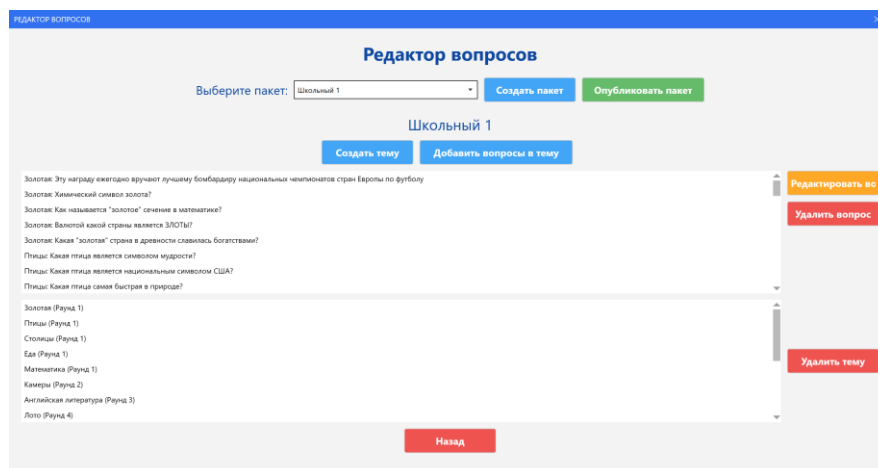 РЕДАКТОР ВОПРОСОВ
Редактор вопросов
Выберите пакет: Школьный 1 Создать пакет Опубликовать пакет
Школьный 1
Создать тему Добавить вопросы в тему
Золотая: Эту награду ежегодно вручают лучшему бомбардиру национальных чемпионатов стран Европы по футболу
Золотая: Химический символ золота?
Золотая: Как называется "золотое" сечение в математике?
Золотая: Валютой какой страны является ЗЛОТЫ?
Золотая: Какая "золотая" страна в древности славилась богатствами?
Птицы: Какая птица является символом мудрости?
Птицы: Какая птица является национальным символом США?
Птицы: Какая птица самая быстрая в природе?
Редактировать вс
Удалить вопрос
Золотая (Раунд 1)
Птицы (Раунд 1)
Столицы (Раунд 1)
Еда (Раунд 1)
Математика (Раунд 1)
Камеры (Раунд 2)
Английская литература (Раунд 3)
Лото (Раунд 4)
Удалить тему
Назад